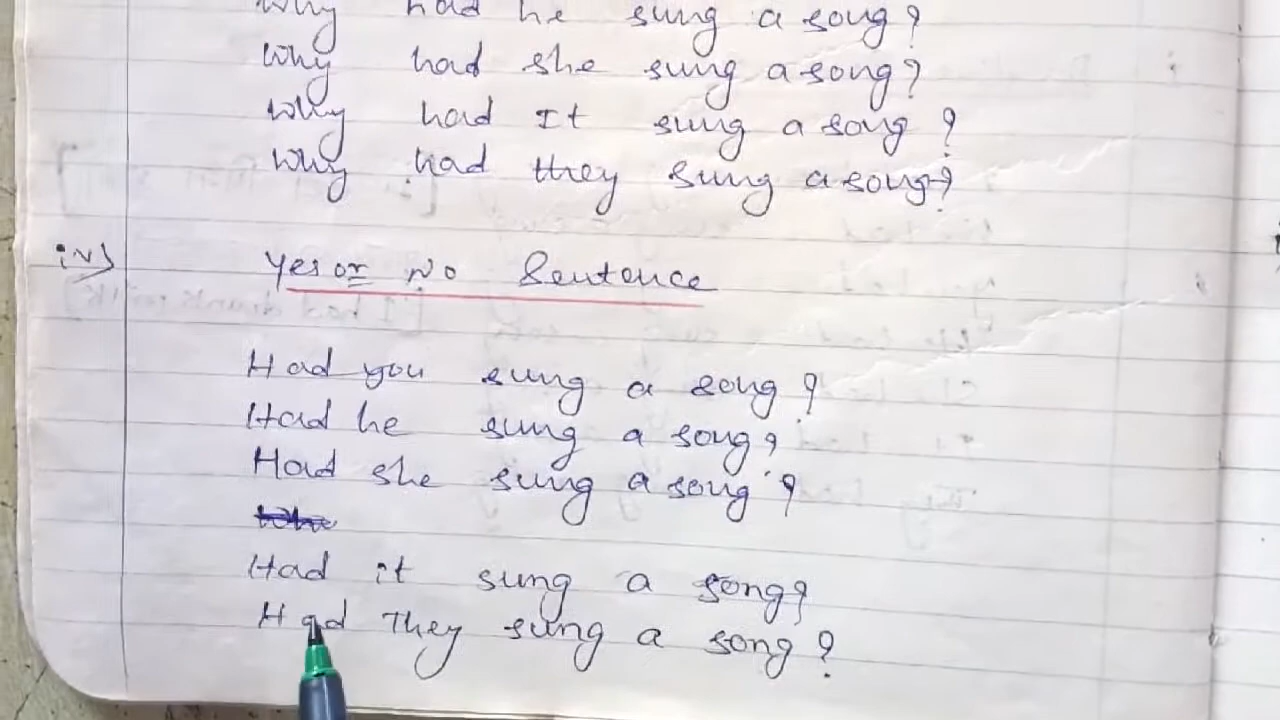 Why had he sung a song?
Why had she sung a song?
Why had It sung a song?
Why had they sung a song?
iv) Yes or No Sentence
Had you sung a song?
Had he sung a song?
Had she sung a song?
Had it sung a song?
Had They sung a song?